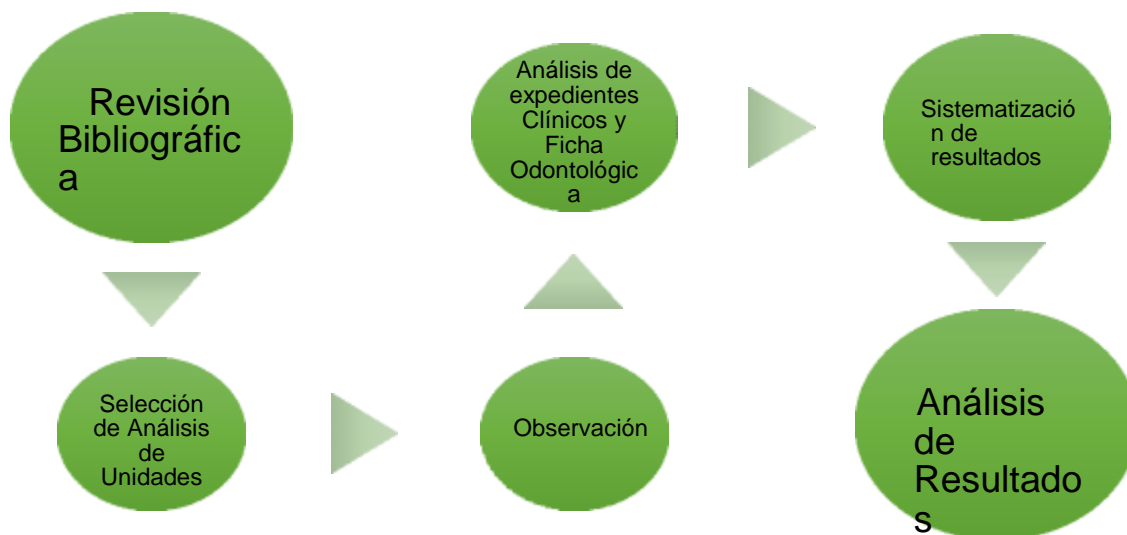 Revisión
Bibliográfic
a
Selección
de Análisis
de
Unidades
Observación
Análisis de
expedientes
Clínicos y
Ficha
Odontológic
a
Sistematizació
n de
resultados
Análisis
de
Resultado
s